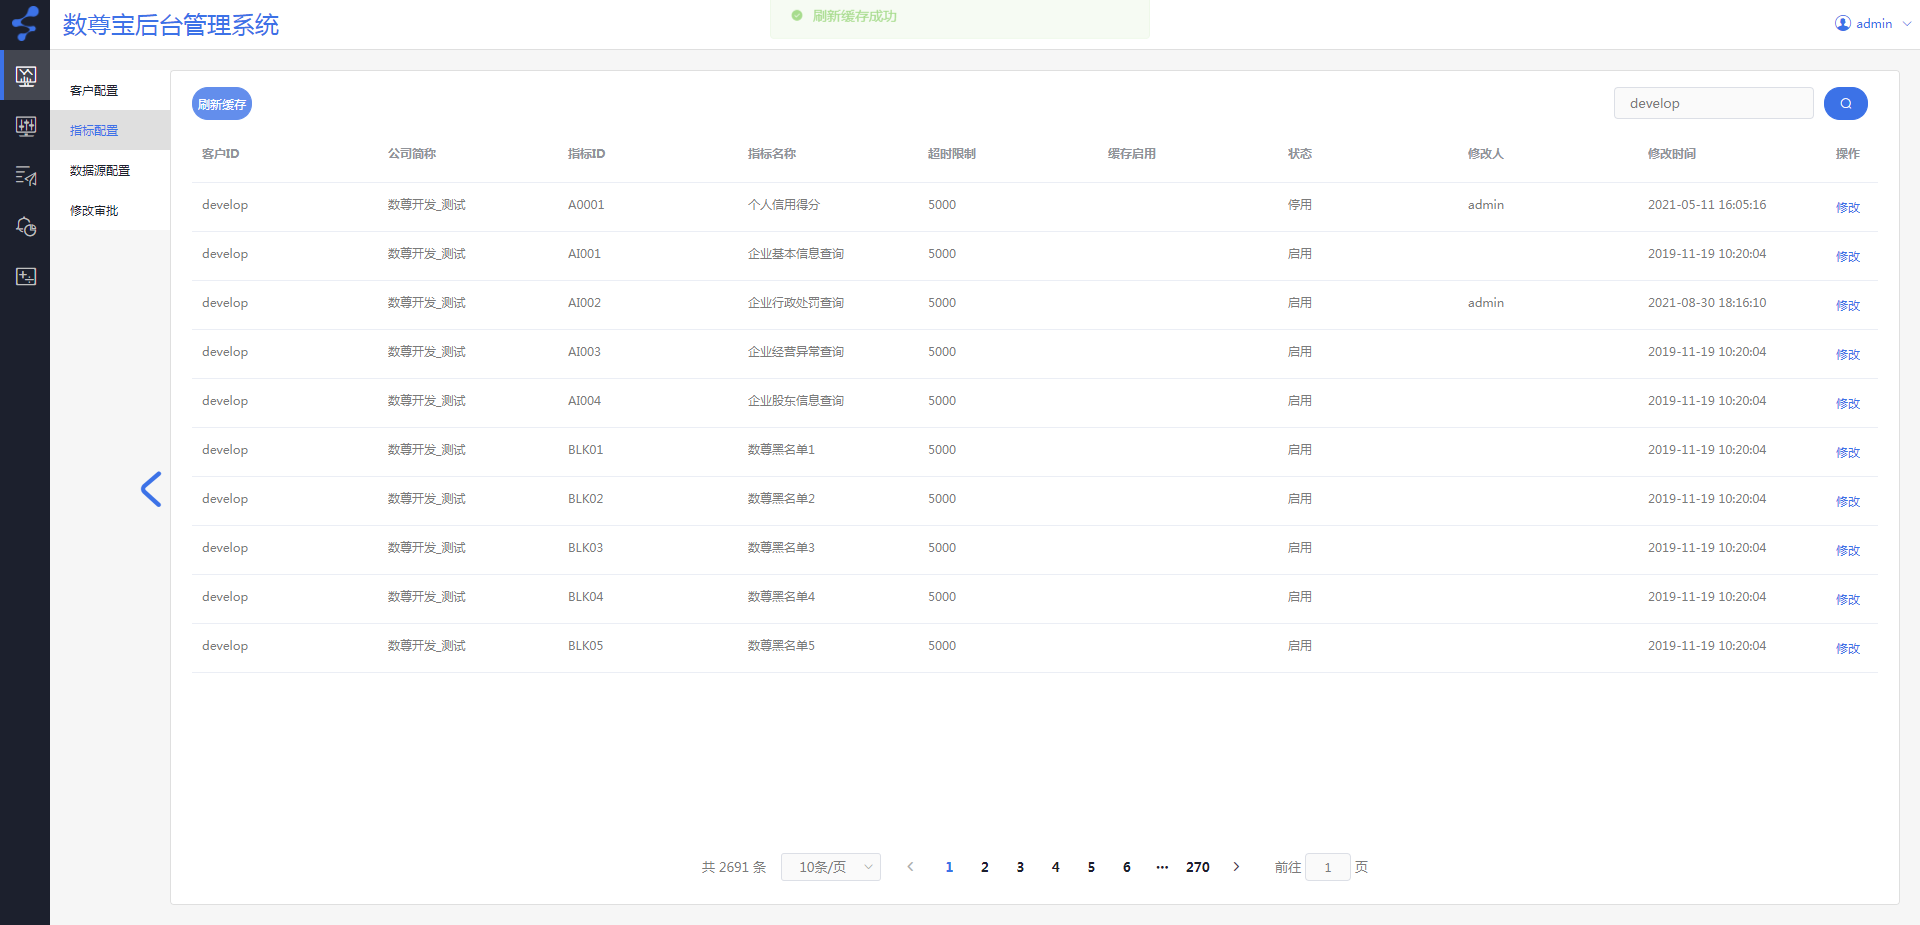 数尊宝后台管理系统
刷新缓存成功
admin
客户配置
指标配置
数据源配置
修改审批
刷新缓存
develop
客户ID 公司简称 指标ID 指标名称 超时限制 缓存启用 状态 修改人 修改时间 操作
develop 数尊开发_测试 A0001 个人信用得分 5000 停用 admin 2021-05-11 16:05:16 修改
develop 数尊开发_测试 AI001 企业基本信息查询 5000 启用 2019-11-19 10:20:04 修改
develop 数尊开发_测试 AI002 企业行政处罚查询 5000 启用 admin 2021-08-30 18:16:10 修改
develop 数尊开发_测试 AI003 企业经营异常查询 5000 启用 2019-11-19 10:20:04 修改
develop 数尊开发_测试 AI004 企业股东信息查询 5000 启用 2019-11-19 10:20:04 修改
develop 数尊开发_测试 BLK01 数尊黑名单1 5000 启用 2019-11-19 10:20:04 修改
develop 数尊开发_测试 BLK02 数尊黑名单2 5000 启用 2019-11-19 10:20:04 修改
develop 数尊开发_测试 BLK03 数尊黑名单3 5000 启用 2019-11-19 10:20:04 修改
develop 数尊开发_测试 BLK04 数尊黑名单4 5000 启用 2019-11-19 10:20:04 修改
develop 数尊开发_测试 BLK05 数尊黑名单5 5000 启用 2019-11-19 10:20:04 修改
共 2691 条 10条/页 1 2 3 4 5 6 ··· 270 前往 1 页